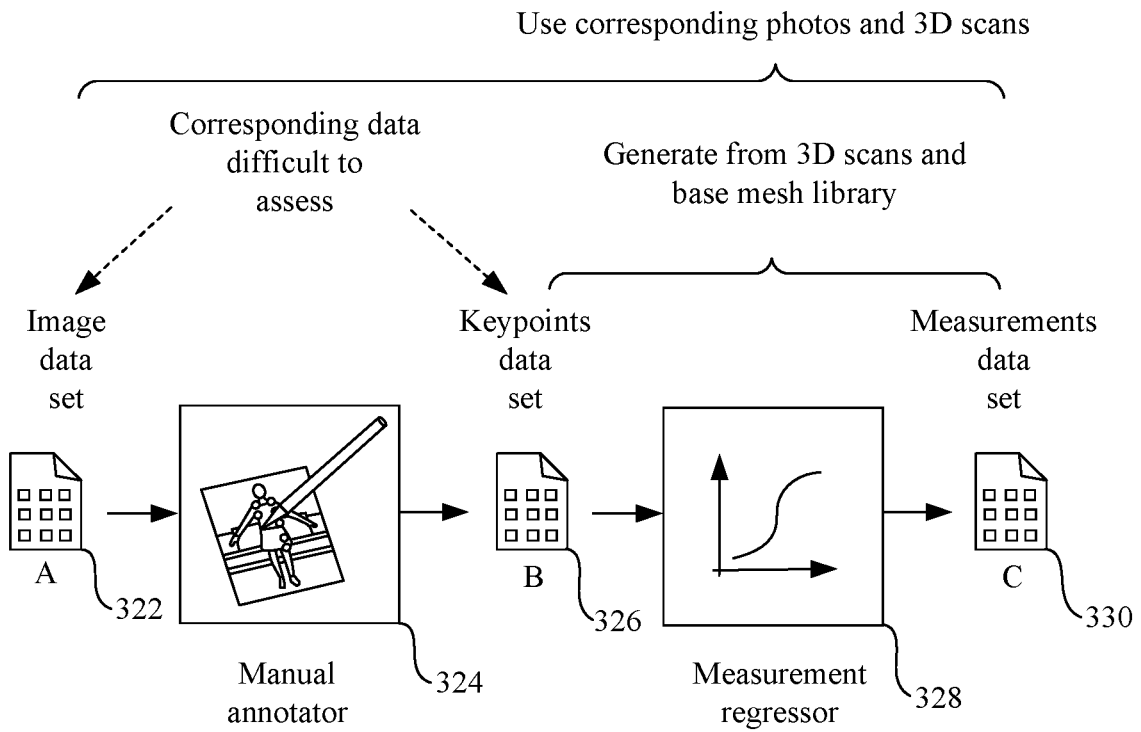 Use corresponding photos and 3D scans
Corresponding data
difficult to
assess
Generate from 3D scans and
base mesh library
Image
data
set
Keypoints
data
set
Measurements
data
set
A
322
B
326
C
330
Manual
annotator
324
Measurement
regressor
328